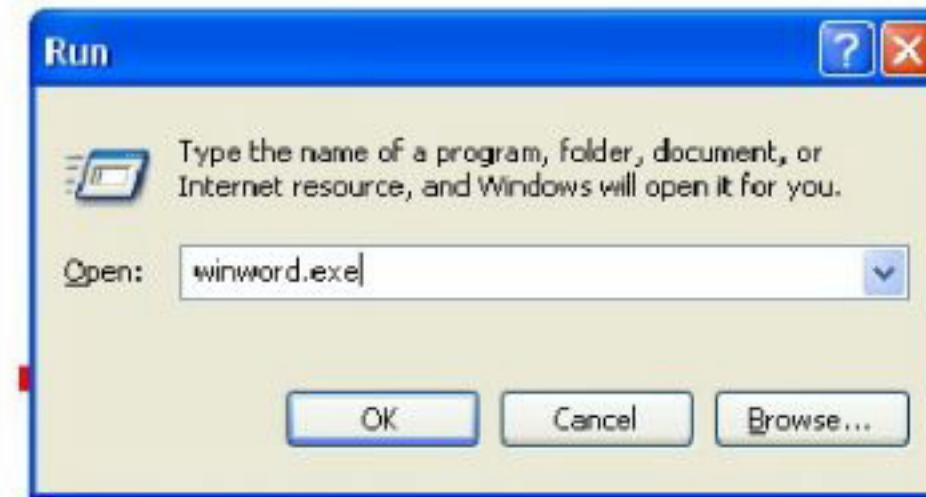 Run
Type the name of a program, folder, document, or
Internet resource, and Windows will open it for you.
Open: winword.exe
OK Cancel Browse...